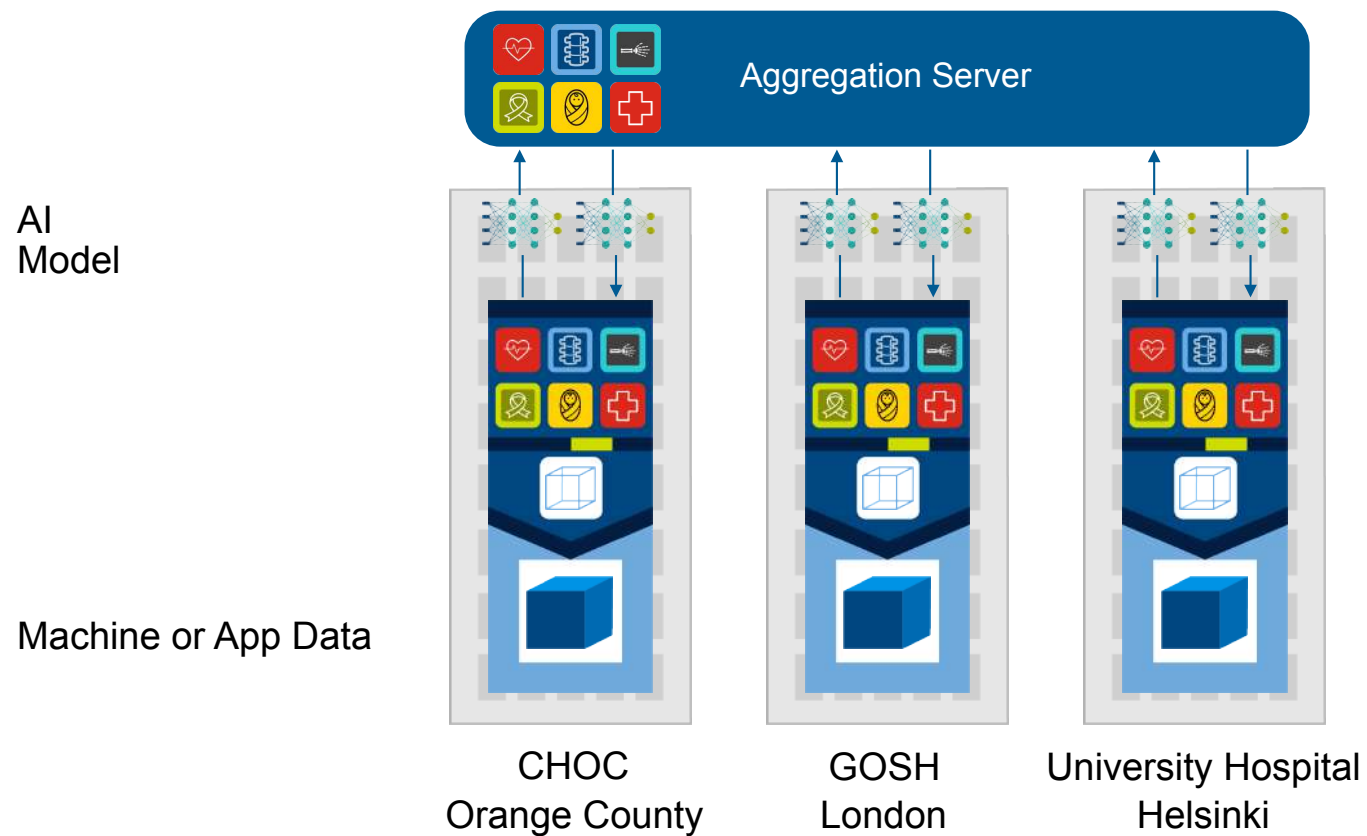 Aggregation Server
AI
Model
Machine or App Data
CHOC
Orange County
GOSH
London
University Hospital
Helsinki